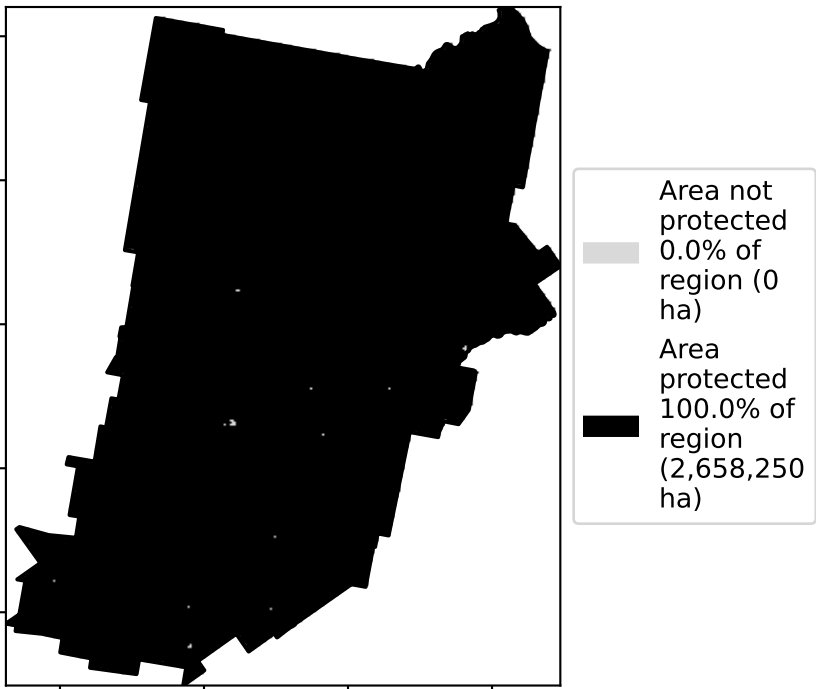 Area not
protected
0.0% of
region (0
ha)
Area
protected
100.0% of
region
(2,658,250
ha)